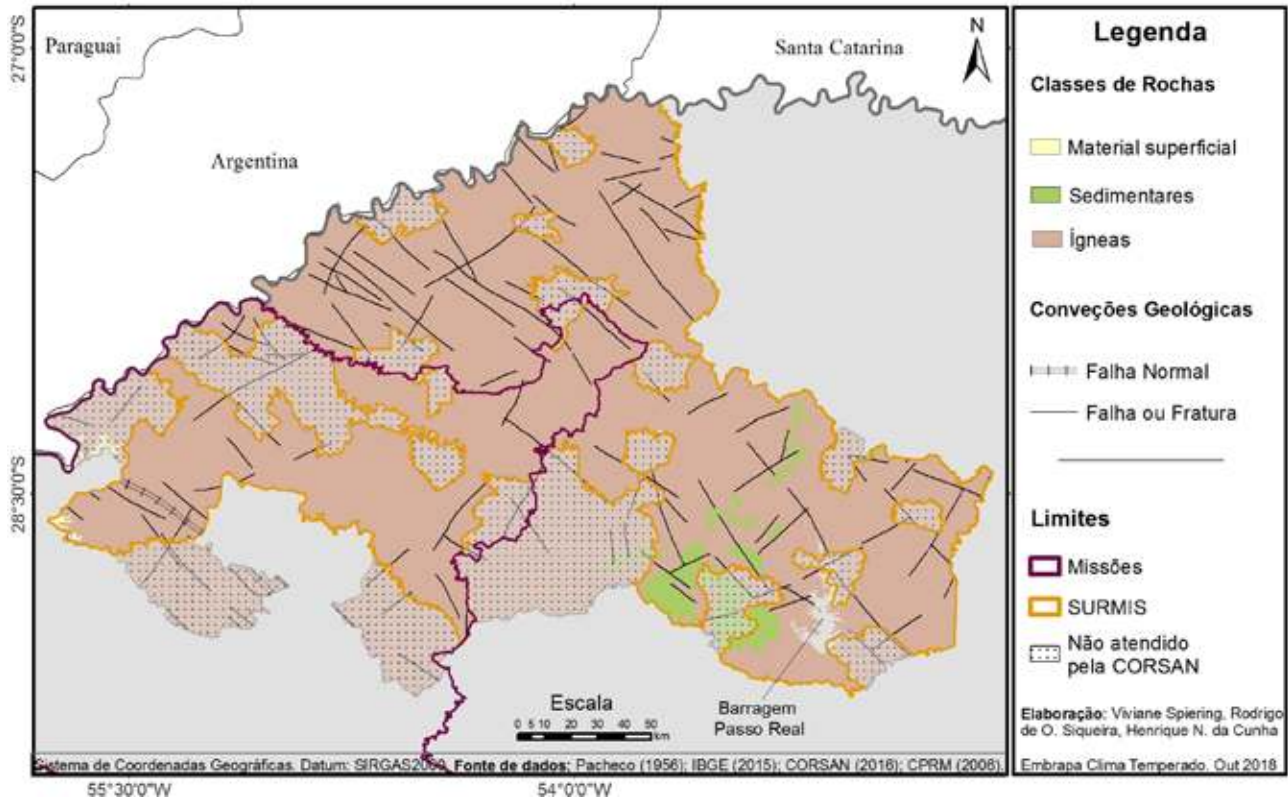 Paraguai
Santa Catarina
N
Argentina
27°0'0"S
28°30'0"S
55°30'0"W
54°0'0"W
Escala
0 5 10 20 30 40 50
km
Barragem
Passo Real
Sistema de Coordenadas Geográficas. Datum: SIRGAS2000. Fonte de dados: Pacheco (1956); IBGE (2015); CORSAN (2016); CPRM (2006).
Legenda
Classes de Rochas
Material superficial
Sedimentares
Ígneas
Conveções Geológicas
Falha Normal
Falha ou Fratura
Limites
Missões
SURMIS
Não atendido
pela CORSAN
Elaboração: Viviane Spiering, Rodrigo
de O. Siqueira, Henrique N. da Cunha
Embrapa Clima Temperado. Out 2018